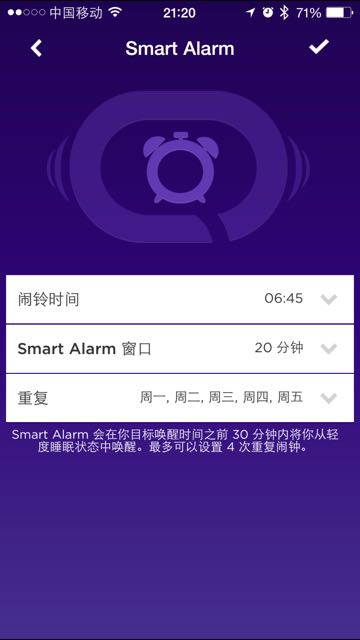 中国移动 21:20 71%
Smart Alarm
闹铃时间 06:45
Smart Alarm 窗口 20 分钟
重复 周一, 周二, 周三, 周四, 周五
Smart Alarm 会在你目标唤醒时间之前 30 分钟内将你从轻
度睡眠状态中唤醒。最多可以设置 4 次重复闹钟。